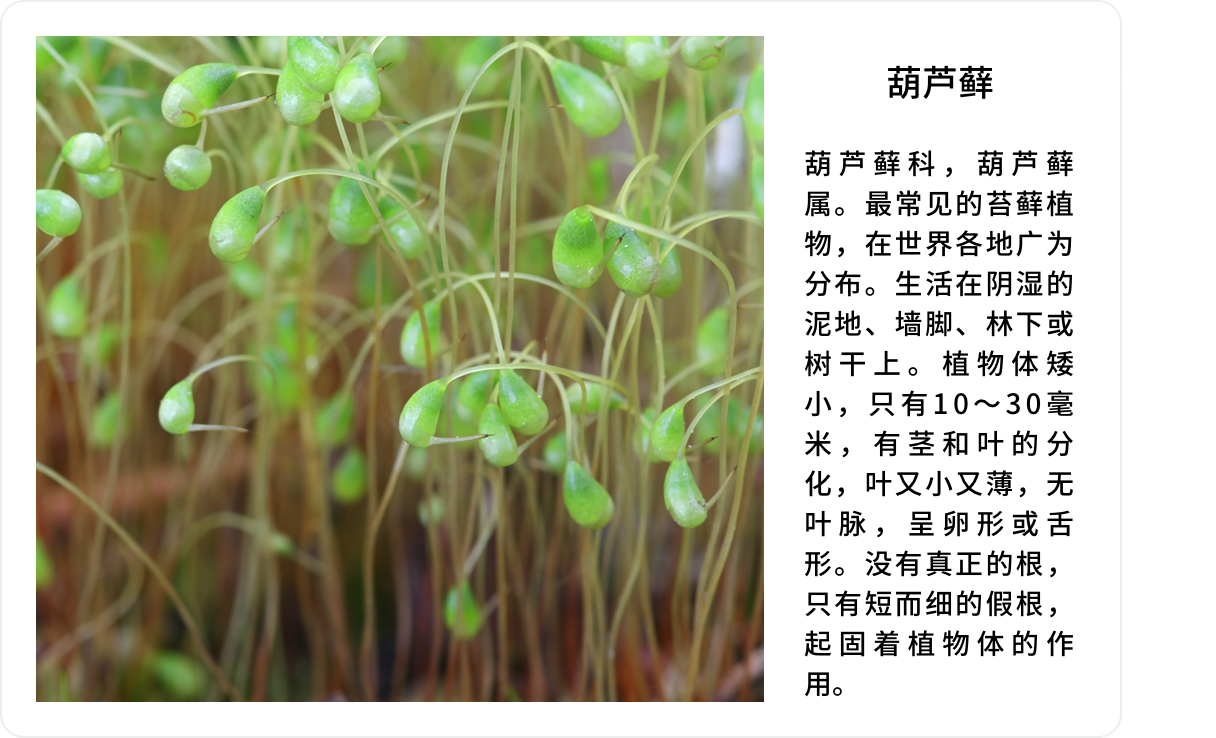 葫芦藓
葫芦藓科，葫芦藓
属。最常见的苔藓植
物，在世界各地广为
分布。生活在阴湿的
泥地、墙脚、林下或
树干上。植物体矮
小，只有10～30毫
米，有茎和叶的分
化，叶又小又薄，无
叶脉，呈卵形或舌
形。没有真正的根，
只有短而细的假根，
起固着植物体的作
用。